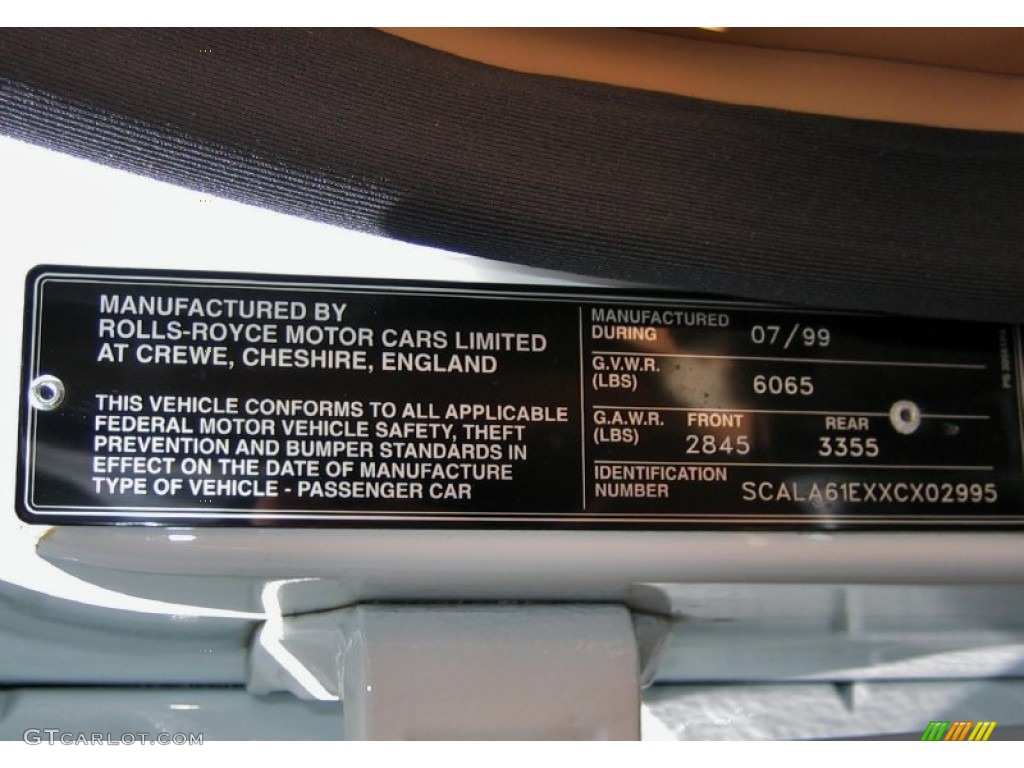 MANUFACTURED BY
ROLLS-ROYCE MOTOR CARS LIMITED
AT CREWE, CHESHIRE, ENGLAND
THIS VEHICLE CONFORMS TO ALL APPLICABLE
FEDERAL MOTOR VEHICLE SAFETY, THEFT
PREVENTION AND BUMPER STANDARDS IN
EFFECT ON THE DATE OF MANUFACTURE
TYPE OF VEHICLE - PASSENGER CAR
MANUFACTURED
DURING 07/99
G.V.W.R.
(LBS) 6065
G.A.W.R. FRONT REAR
(LBS) 2845 3355
IDENTIFICATION
NUMBER SCALA61EXXCX02995
GTCARLOT.COM